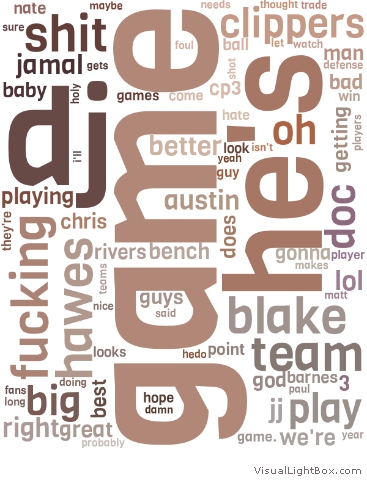 nate
maybe
needs
thought trade
sure
shit
clippers
foul
ball
let
watch
jamal
gets
man
defense
baby
holy
dj
games
come
cp3
shot
bad
win
i'll
game
he's
hate
oh
getting
players
better
look
isn't
yeah
guy
playing
austin
they're
chris
does
doc
fucking
hawes
rivers
bench
gonna
player
makes
teams
lol
nice
guys
said
matt
blake
looks
hedo
point
team
fans
long
doing
big
best
hope
damn
god
barnes
paul
3
jj
play
right
great
probably
game.
we're
year
VisualLightBox.com